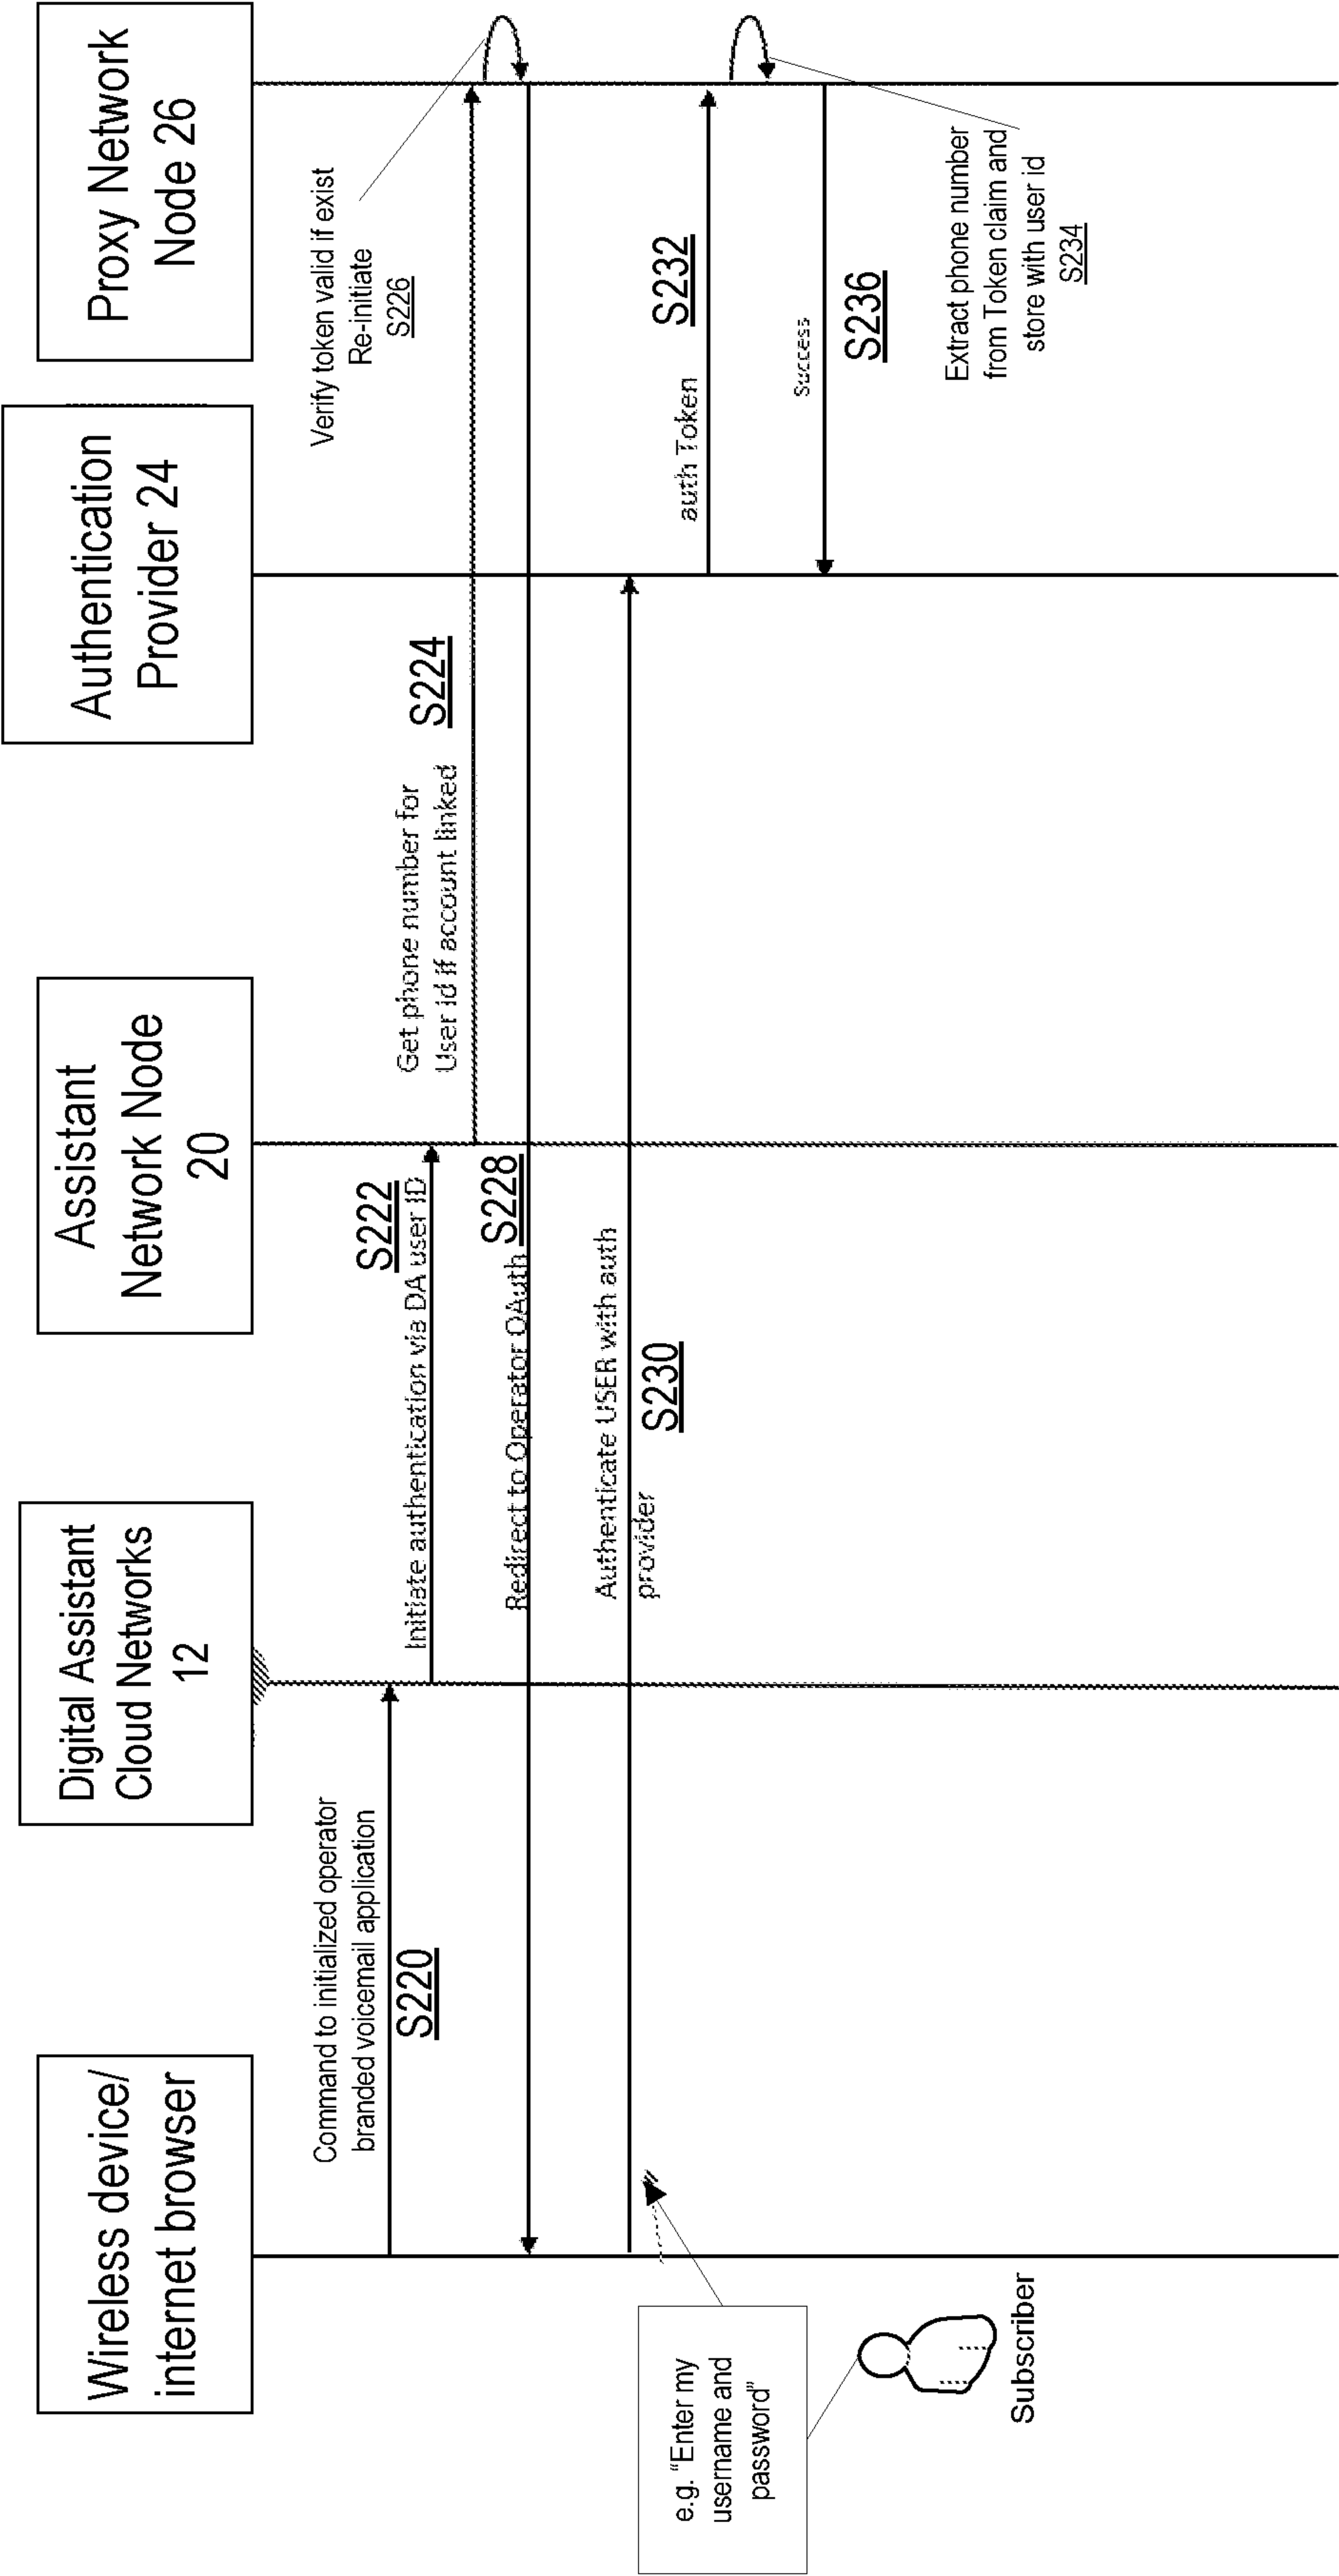 Wireless device/
internet browser
Digital Assistant
Cloud Networks
12
Assistant
Network Node
20
Authentication
Provider 24
Proxy Network
Node 26
Command to initialized operator
branded voicemail application
S220
S222
Initiate authentication via DA user ID
Get phone number for
User id if account linked
S224
Verify token valid if exist
Re-initiate
S226
S228
Redirect to Operator OAuth
Authenticate USER with auth
provider
S230
e.g. “Enter my
username and
password”
Subscriber
auth Token
S232
Extract phone number
from Token claim and
store with user id
S234
Success
S236